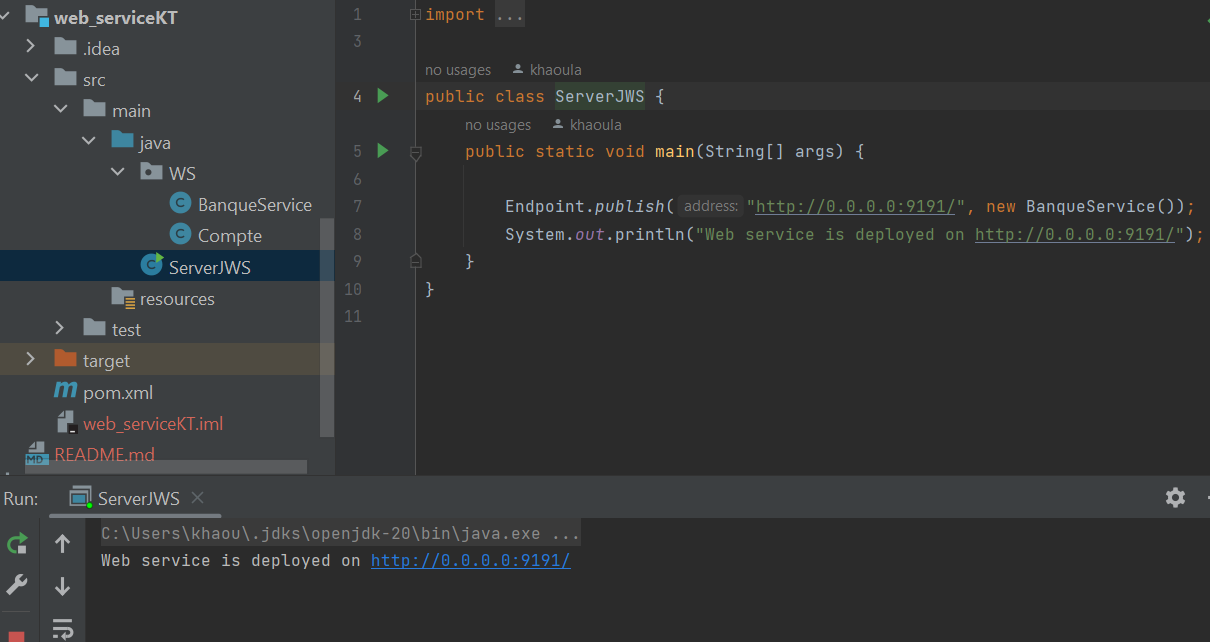 web_serviceKT
.idea
src
main
java
WS
BanqueService
Compte
ServerJWS
resources
test
target
pom.xml
web_serviceKT.iml
README.md
1 import ...
3
no usages khaoula
4 public class ServerJWS {
no usages khaoula
5 public static void main(String[] args) {
6
7 Endpoint.publish( address: "http://0.0.0.0:9191/", new BanqueService());
8 System.out.println("Web service is deployed on http://0.0.0.0:9191/");
9 }
10 }
11
Run: ServerJWS
C:\Users\khaou\.jdks\openjdk-20\bin\java.exe ...
Web service is deployed on http://0.0.0.0:9191/